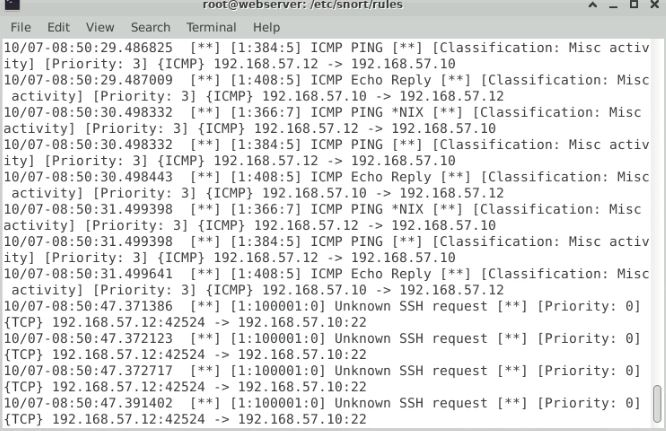 root@webserver: /etc/snort/rules
File Edit View Search Terminal Help
10/07-08:50:29.486825  [**] [1:384:5] ICMP PING [**] [Classification: Misc activ
ity] [Priority: 3] {ICMP} 192.168.57.12 -> 192.168.57.10
10/07-08:50:29.487009  [**] [1:408:5] ICMP Echo Reply [**] [Classification: Misc
 activity] [Priority: 3] {ICMP} 192.168.57.10 -> 192.168.57.12
10/07-08:50:30.498332  [**] [1:366:7] ICMP PING *NIX [**] [Classification: Misc
activity] [Priority: 3] {ICMP} 192.168.57.12 -> 192.168.57.10
10/07-08:50:30.498332  [**] [1:384:5] ICMP PING [**] [Classification: Misc activ
ity] [Priority: 3] {ICMP} 192.168.57.12 -> 192.168.57.10
10/07-08:50:30.498443  [**] [1:408:5] ICMP Echo Reply [**] [Classification: Misc
 activity] [Priority: 3] {ICMP} 192.168.57.10 -> 192.168.57.12
10/07-08:50:31.499398  [**] [1:366:7] ICMP PING *NIX [**] [Classification: Misc
activity] [Priority: 3] {ICMP} 192.168.57.12 -> 192.168.57.10
10/07-08:50:31.499398  [**] [1:384:5] ICMP PING [**] [Classification: Misc activ
ity] [Priority: 3] {ICMP} 192.168.57.12 -> 192.168.57.10
10/07-08:50:31.499641  [**] [1:408:5] ICMP Echo Reply [**] [Classification: Misc
 activity] [Priority: 3] {ICMP} 192.168.57.10 -> 192.168.57.12
10/07-08:50:47.371386  [**] [1:100001:0] Unknown SSH request [**] [Priority: 0]
{TCP} 192.168.57.12:42524 -> 192.168.57.10:22
10/07-08:50:47.372123  [**] [1:100001:0] Unknown SSH request [**] [Priority: 0]
{TCP} 192.168.57.12:42524 -> 192.168.57.10:22
10/07-08:50:47.372717  [**] [1:100001:0] Unknown SSH request [**] [Priority: 0]
{TCP} 192.168.57.12:42524 -> 192.168.57.10:22
10/07-08:50:47.391402  [**] [1:100001:0] Unknown SSH request [**] [Priority: 0]
{TCP} 192.168.57.12:42524 -> 192.168.57.10:22